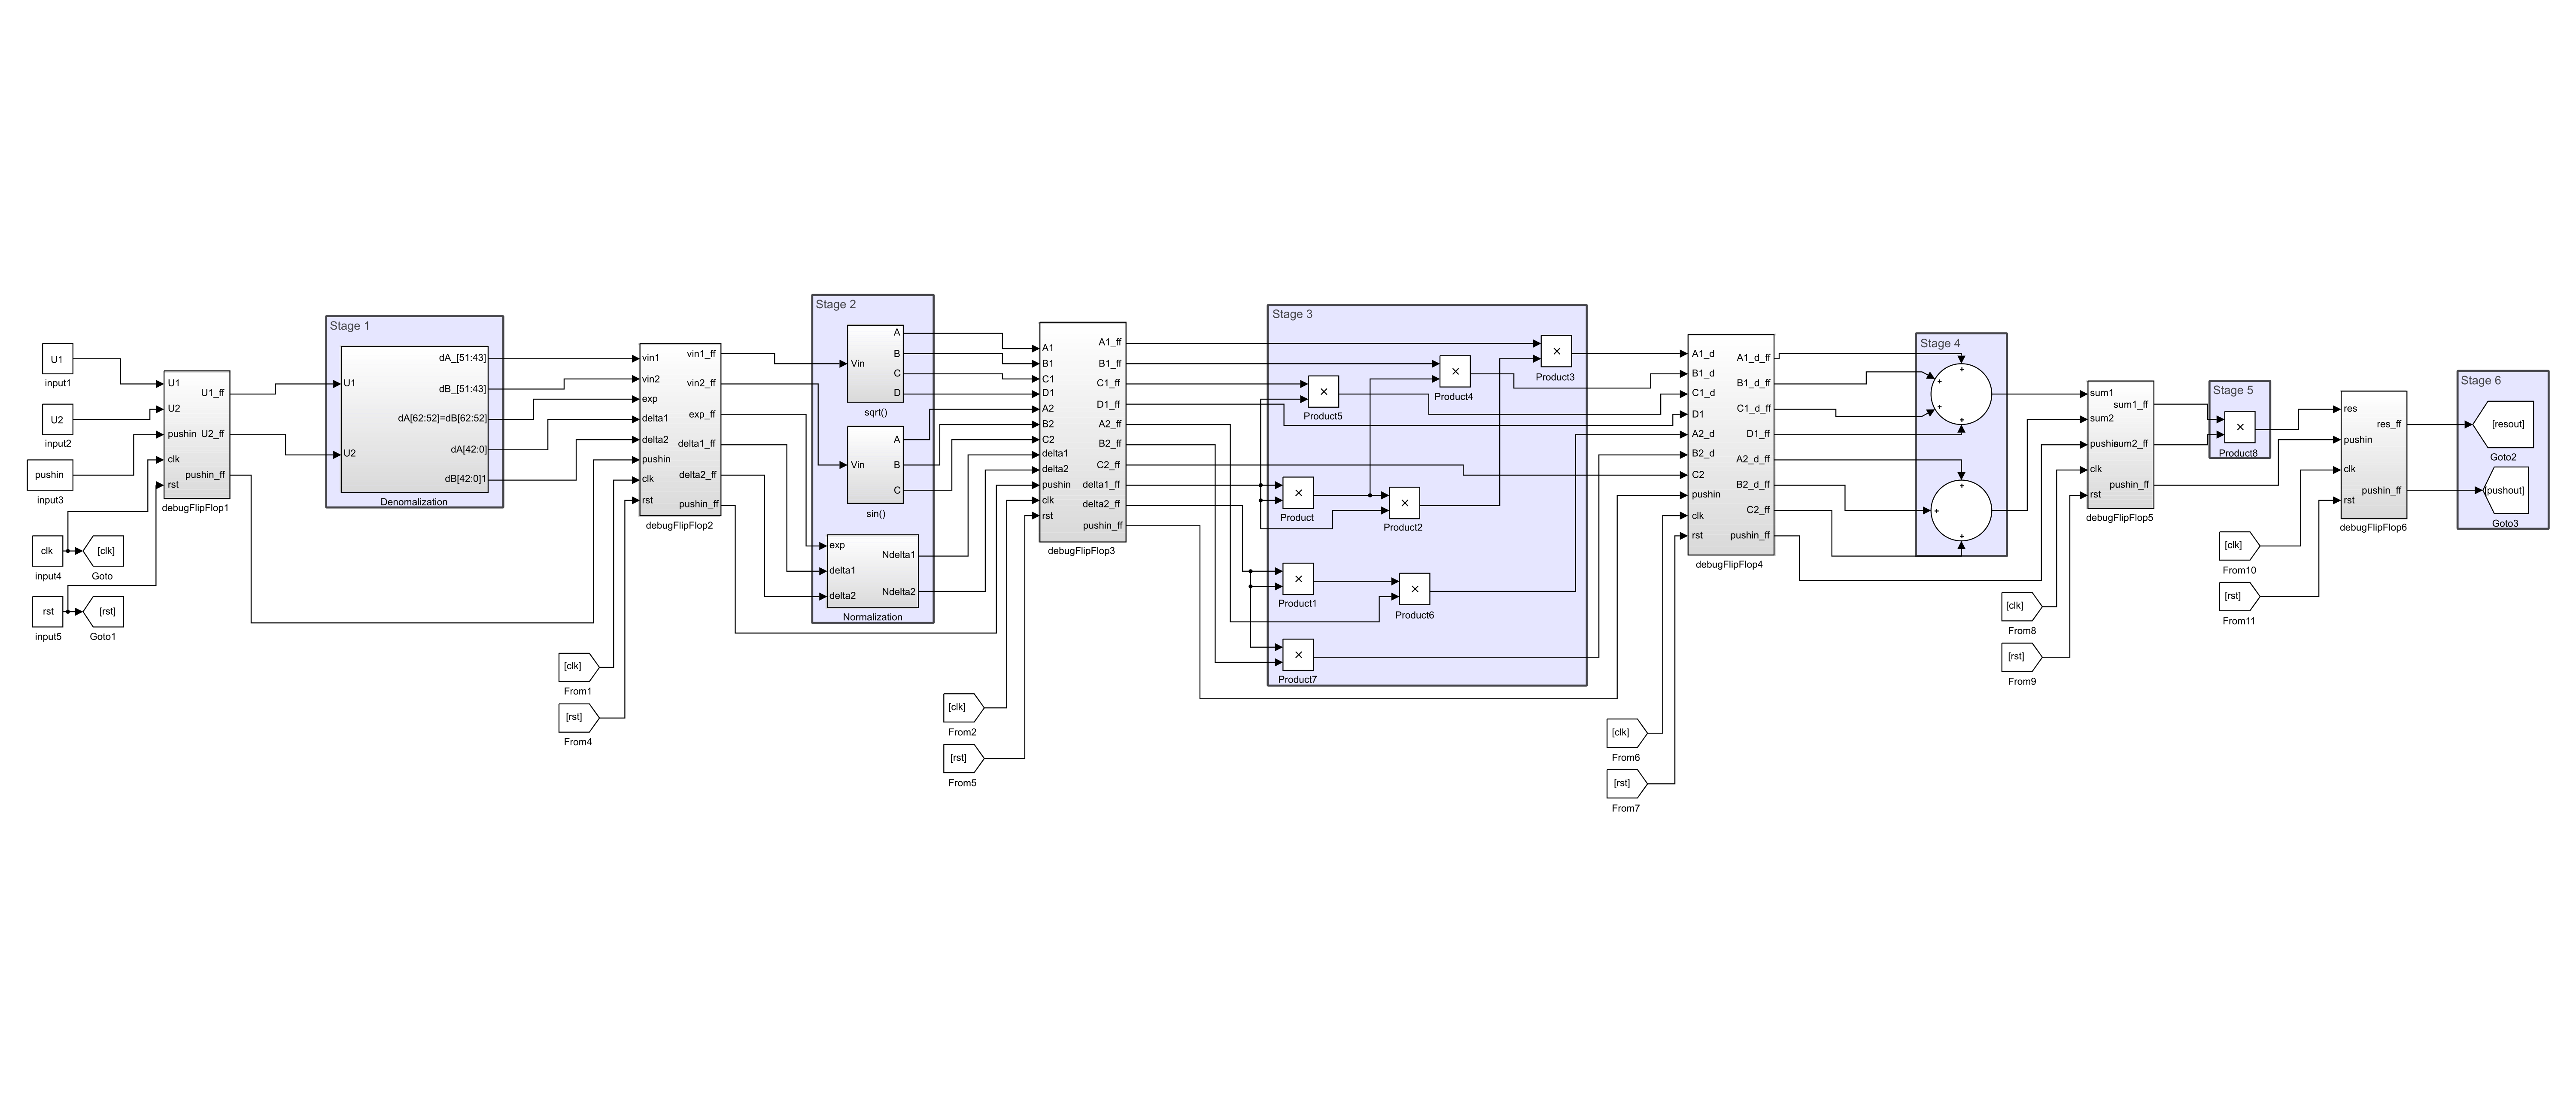 U1
input1
U2
input2
pushin
input3
clk
input4
[clk]
Goto
rst
input5
[rst]
Goto1
U1
U2
pushin
clk
rst
U1_ff
U2_ff
pushin_ff
debugFlipFlop1
Stage 1
U1
U2
dA_[51:43]
dB_[51:43]
dA[62:52]=dB[62:52]
dA[42:0]
dB[42:0]1
Denomalization
vin1
vin2
exp
delta1
delta2
pushin
clk
rst
vin1_ff
vin2_ff
exp_ff
delta1_ff
delta2_ff
pushin_ff
debugFlipFlop2
[clk]
From1
[rst]
From4
Stage 2
Vin
A
B
C
D
sqrt()
Vin
A
B
C
sin()
exp
delta1
delta2
Ndelta1
Ndelta2
Normalization
A1
B1
C1
D1
A2
B2
C2
delta1
delta2
pushin
clk
rst
A1_ff
B1_ff
C1_ff
D1_ff
A2_ff
B2_ff
C2_ff
delta1_ff
delta2_ff
pushin_ff
debugFlipFlop3
[clk]
From2
[rst]
From5
Stage 3
×
Product3
×
Product4
×
Product5
×
Product
×
Product2
×
Product1
×
Product6
×
Product7
A1_d
B1_d
C1_d
D1
A2_d
B2_d
C2
pushin
clk
rst
A1_d_ff
B1_d_ff
C1_d_ff
D1_ff
A2_d_ff
B2_d_ff
C2_ff
pushin_ff
debugFlipFlop4
[clk]
From6
[rst]
From7
Stage 4
+
+
+
+
+
+
+
sum1
sum2
pushin
clk
rst
sum1_ff
sum2_ff
pushin_ff
debugFlipFlop5
[clk]
From8
[rst]
From9
Stage 5
×
Product8
res
pushin
clk
rst
res_ff
pushin_ff
debugFlipFlop6
[clk]
From10
[rst]
From11
Stage 6
[resout]
Goto2
[pushout]
Goto3